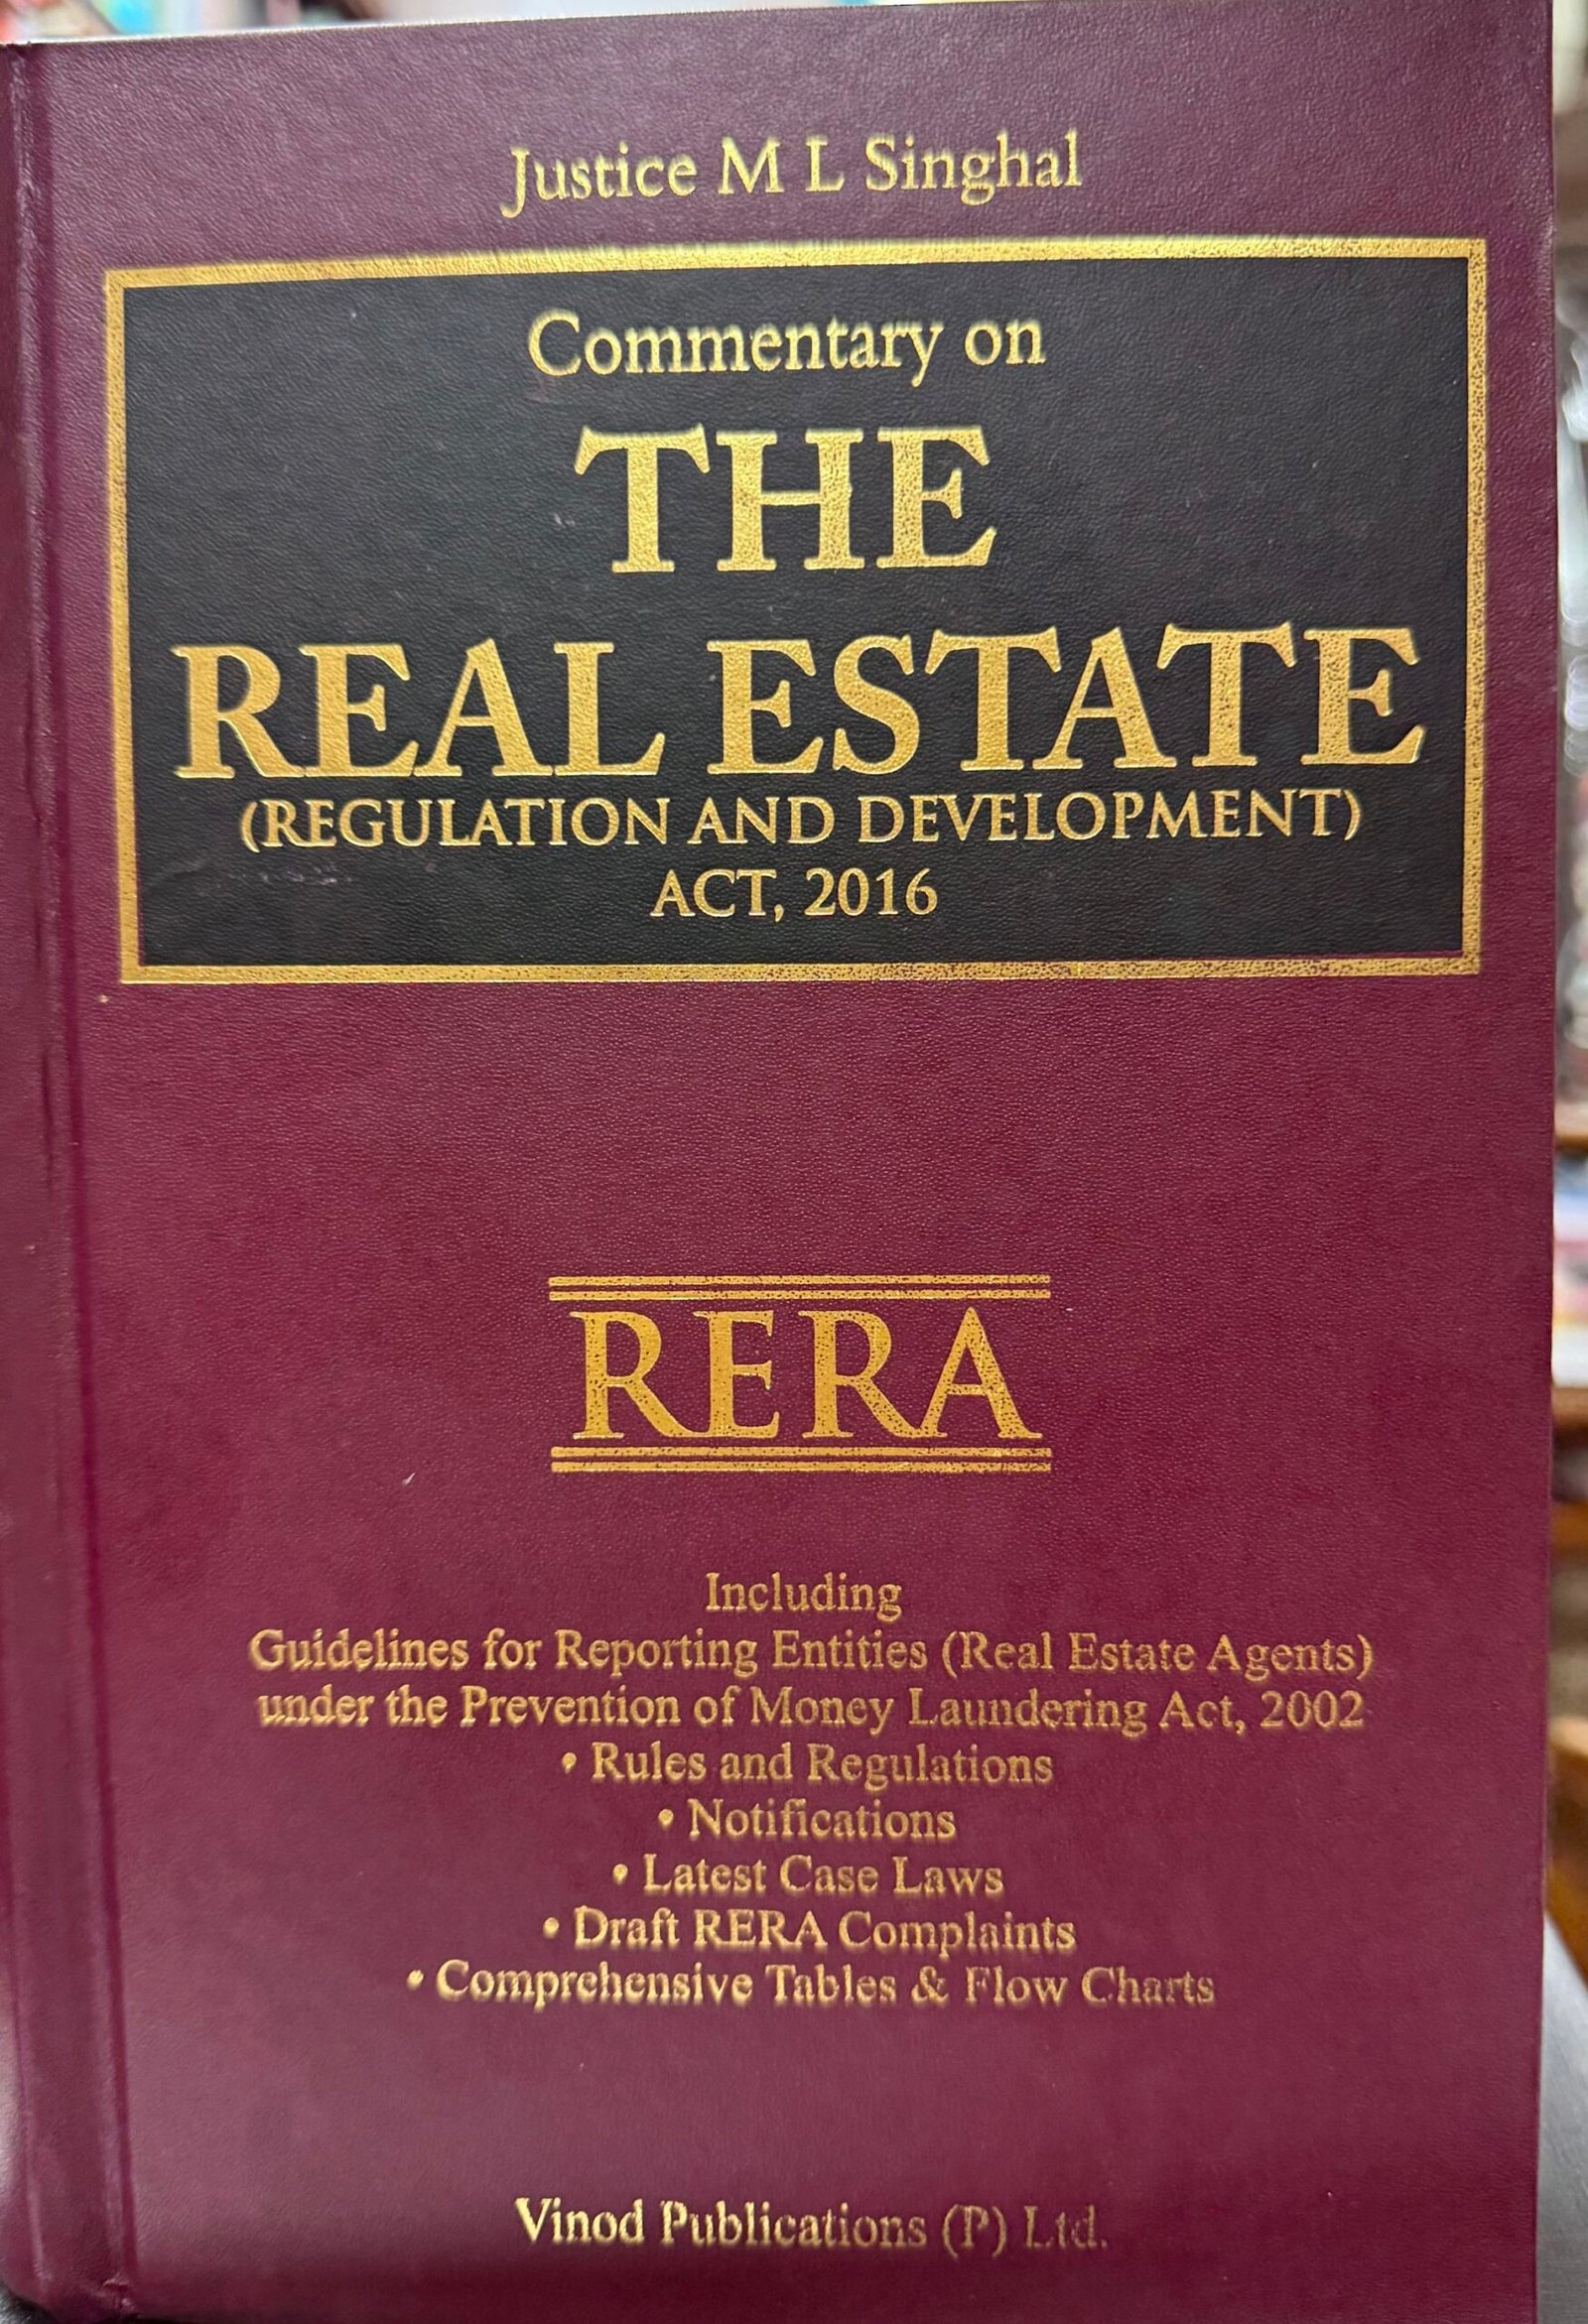 Justice M L Singhal
Commentary on
THE
REAL ESTATE
(REGULATION AND DEVELOPMENT)
ACT, 2016
RERA
Including
Guidelines for Reporting Entities (Real Estate Agents)
under the Prevention of Money Laundering Act, 2002
• Rules and Regulations
• Notifications
• Latest Case Laws
• Draft RERA Complaints
• Comprehensive Tables & Flow Charts
Vinod Publications (P) Ltd.